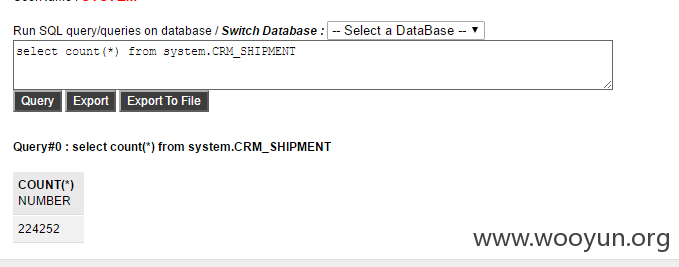 Run SQL query/queries on database / Switch Database : -- Select a DataBase --
select count(*) from system.CRM_SHIPMENT
Query Export Export To File
Query#0 : select count(*) from system.CRM_SHIPMENT
COUNT(*)
NUMBER
224252
www.wooyun.org